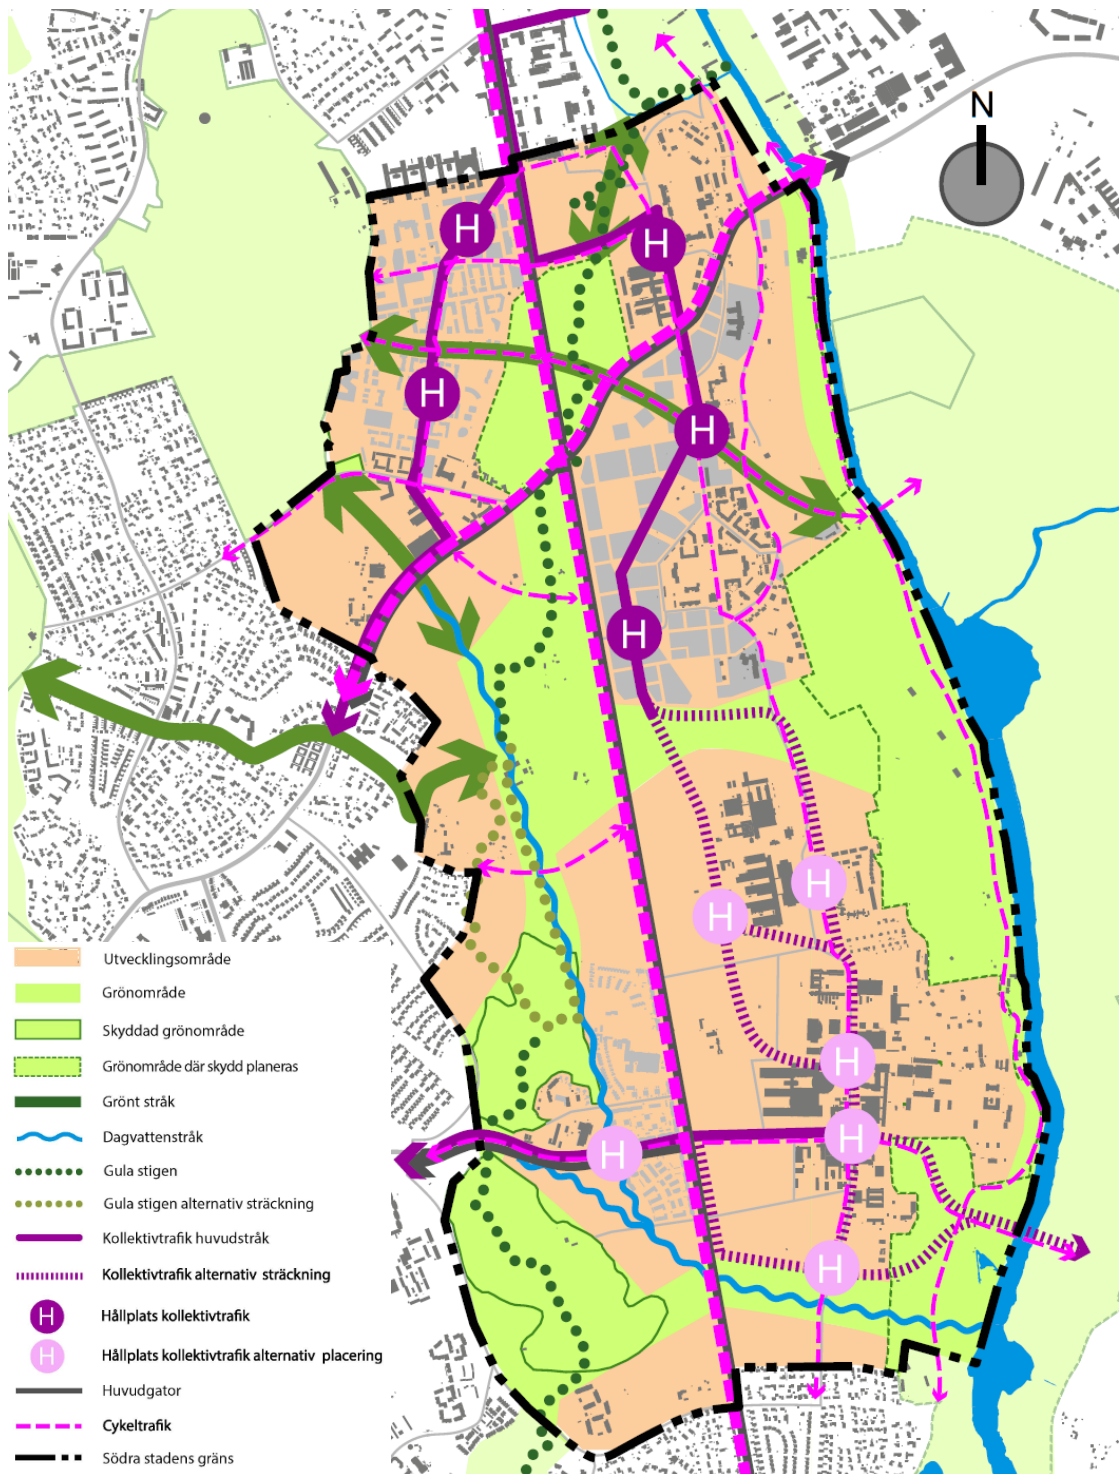 N
H
H
H
H
H
H
H
H
H
H
H
Utvecklingsområde
Grönområde
Skyddad grönområde
Grönområde där skydd planeras
Grönt stråk
Dagvattenstråk
Gula stigen
Gula stigen alternativ sträckning
Kollektivtrafik huvudstråk
Kollektivtrafik alternativ sträckning
H Hållplats kollektivtrafik
H Hållplats kollektivtrafik alternativ placering
Huvudgator
Cykeltrafik
Södra stadens gräns